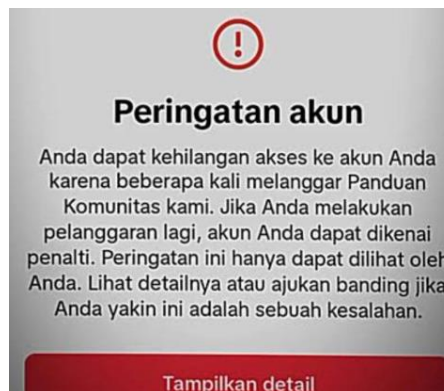 Peringatan akun
Anda dapat kehilangan akses ke akun Anda
karena beberapa kali melanggar Panduan
Komunitas kami. Jika Anda melakukan
pelanggaran lagi, akun Anda dapat dikenai
penalti. Peringatan ini hanya dapat dilihat oleh
Anda. Lihat detailnya atau ajukan banding jika
Anda yakin ini adalah sebuah kesalahan.
Tampilkan detail